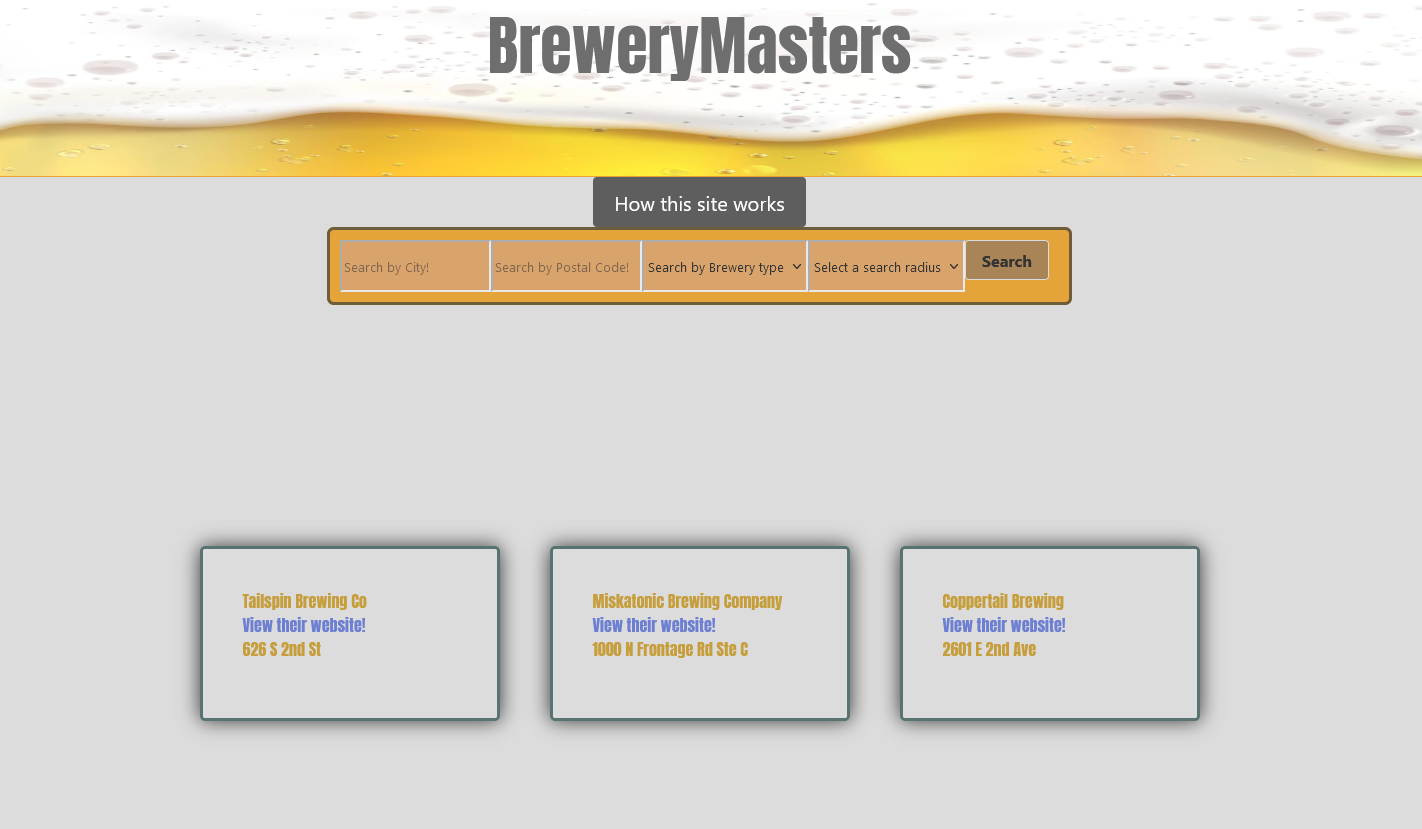 BreweryMasters
How this site works
Search by City! Search by Postal Code! Search by Brewery type Select a search radius Search
Tailspin Brewing Co
View their website!
626 S 2nd St
Miskatonic Brewing Company
View their website!
1000 N Frontage Rd Ste C
Coppertail Brewing
View their website!
2601 E 2nd Ave